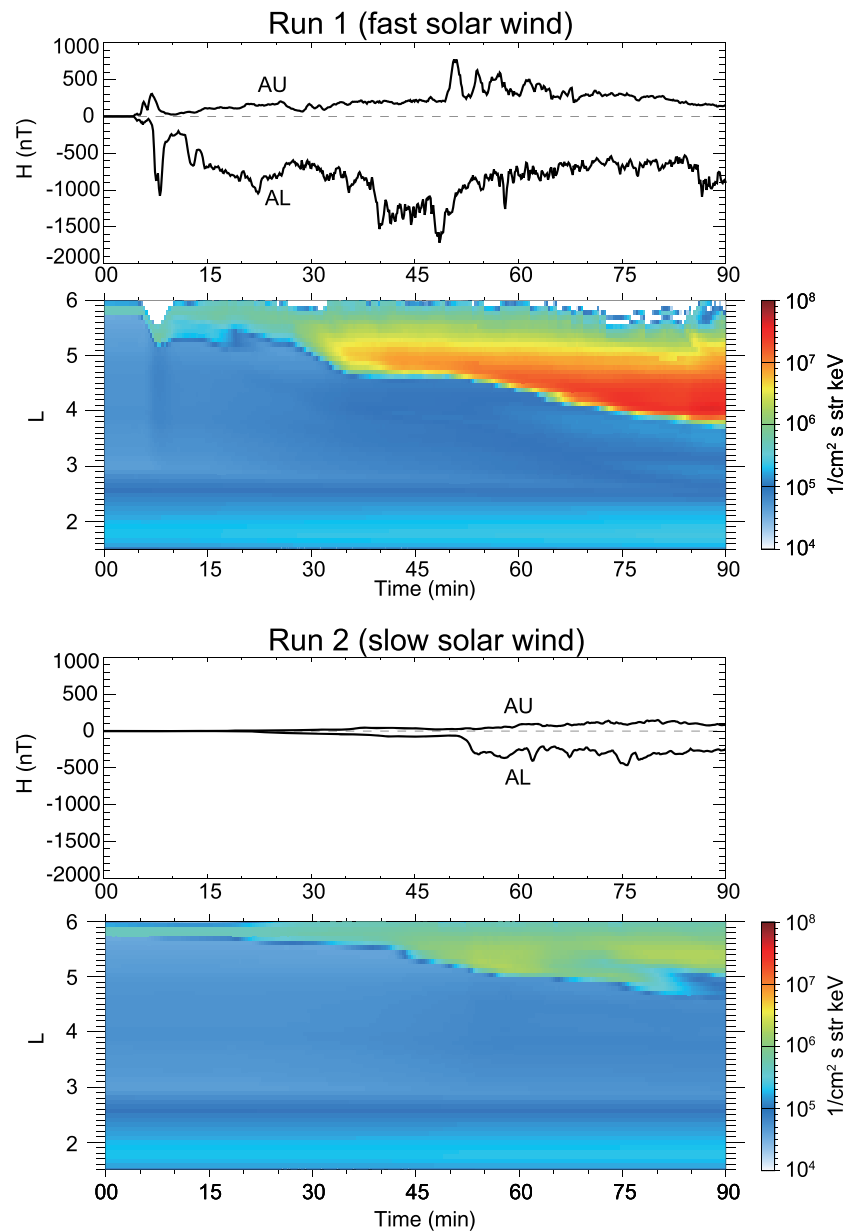 Run 1 (fast solar wind)
1000
500
0
-500
-1000
-1500
-2000
H (nT)
AU
AL
00 15 30 45 60 75 90
6
5
4
3
2
L
00 15 30 45 60 75 90
Time (min)
10⁸
10⁷
10⁶
10⁵
10⁴
1/cm² s str keV
Run 2 (slow solar wind)
1000
500
0
-500
-1000
-1500
-2000
H (nT)
AU
AL
00 15 30 45 60 75 90
6
5
4
3
2
L
00 15 30 45 60 75 90
Time (min)
10⁸
10⁷
10⁶
10⁵
10⁴
1/cm² s str keV